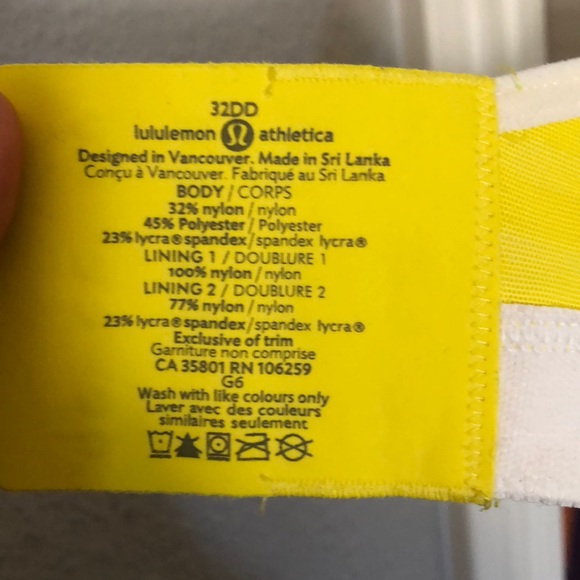 32DD
lululemon athletica
Designed in Vancouver. Made in Sri Lanka
Conçu à Vancouver. Fabriqué au Sri Lanka
BODY / CORPS
32% nylon / nylon
45% Polyester / Polyester
23% lycra® spandex/spandex lycra®
LINING 1 / DOUBLURE 1
100% nylon / nylon
LINING 2 / DOUBLURE 2
77% nylon / nylon
23% lycra® spandex/spandex lycra®
Exclusive of trim
Garniture non comprise
CA 35801 RN 106259
G6
Wash with like colours only
Laver avec des couleurs
similaires seulement